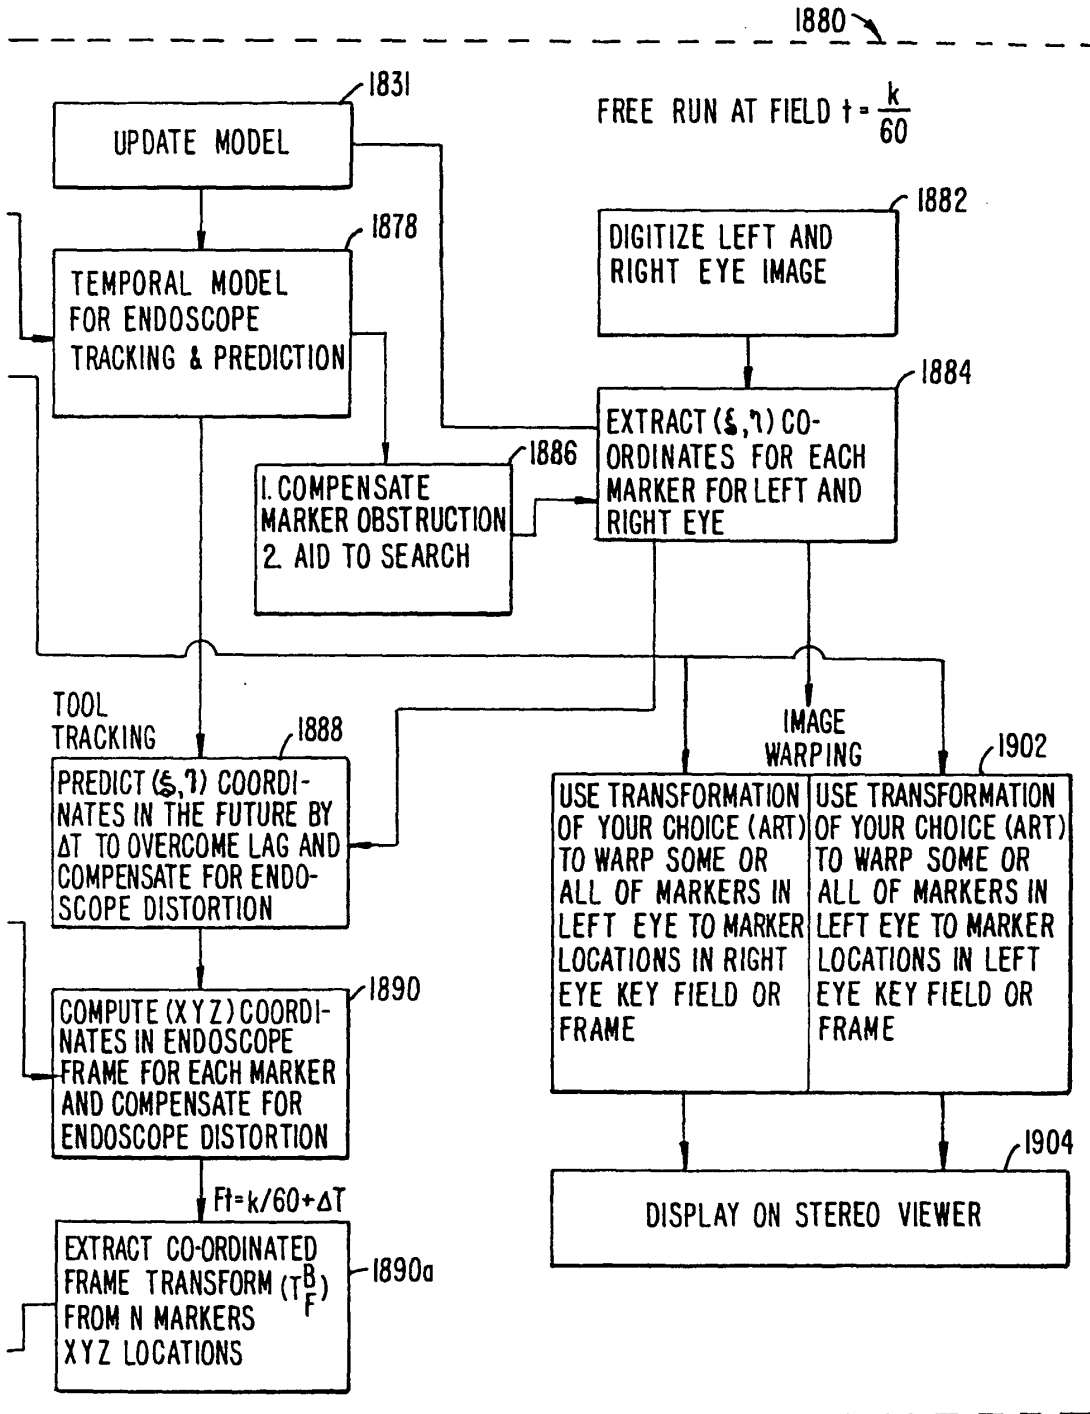 1880
1831
UPDATE MODEL
FREE RUN AT FIELD t = k/60
1878
TEMPORAL MODEL
FOR ENDOSCOPE
TRACKING & PREDICTION
1882
DIGITIZE LEFT AND
RIGHT EYE IMAGE
1884
EXTRACT (ξ,η) CO-
ORDINATES FOR EACH
MARKER FOR LEFT AND
RIGHT EYE
1886
1. COMPENSATE
MARKER OBSTRUCTION
2. AID TO SEARCH
TOOL
TRACKING
1888
PREDICT (ξ,η) COORDI-
NATES IN THE FUTURE BY
ΔT TO OVERCOME LAG AND
COMPENSATE FOR ENDO-
SCOPE DISTORTION
IMAGE
WARPING
1902
USE TRANSFORMATION
OF YOUR CHOICE (ART)
TO WARP SOME OR
ALL OF MARKERS IN
LEFT EYE TO MARKER
LOCATIONS IN RIGHT
EYE KEY FIELD OR
FRAME
USE TRANSFORMATION
OF YOUR CHOICE (ART)
TO WARP SOME OR
ALL OF MARKERS IN
LEFT EYE TO MARKER
LOCATIONS IN LEFT
EYE KEY FIELD OR
FRAME
1890
COMPUTE (XYZ) COORDI-
NATES IN ENDOSCOPE
FRAME FOR EACH MARKER
AND COMPENSATE FOR
ENDOSCOPE DISTORTION
1904
DISPLAY ON STEREO VIEWER
Ft=k/60+ΔT
1890a
EXTRACT CO-ORDINATED
FRAME TRANSFORM (T B F)
FROM N MARKERS
XYZ LOCATIONS